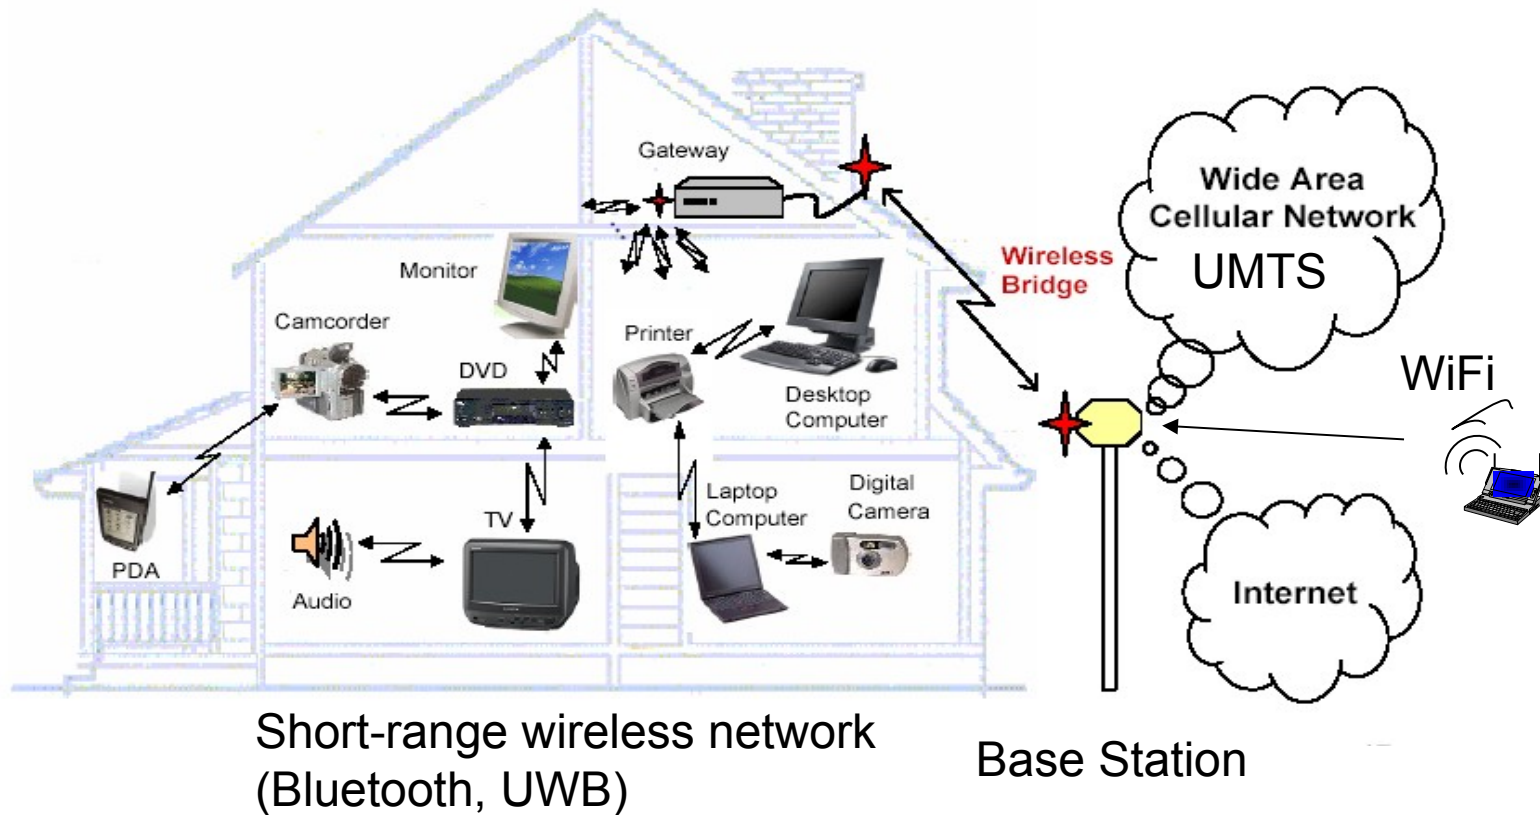 Gateway
Wide Area
Cellular Network
UMTS
Wireless
Bridge
Monitor
Camcorder
Printer
DVD
Desktop
Computer
WiFi
Laptop
Computer
Digital
Camera
TV
PDA
Audio
Internet
Short-range wireless network
(Bluetooth, UWB)
Base Station